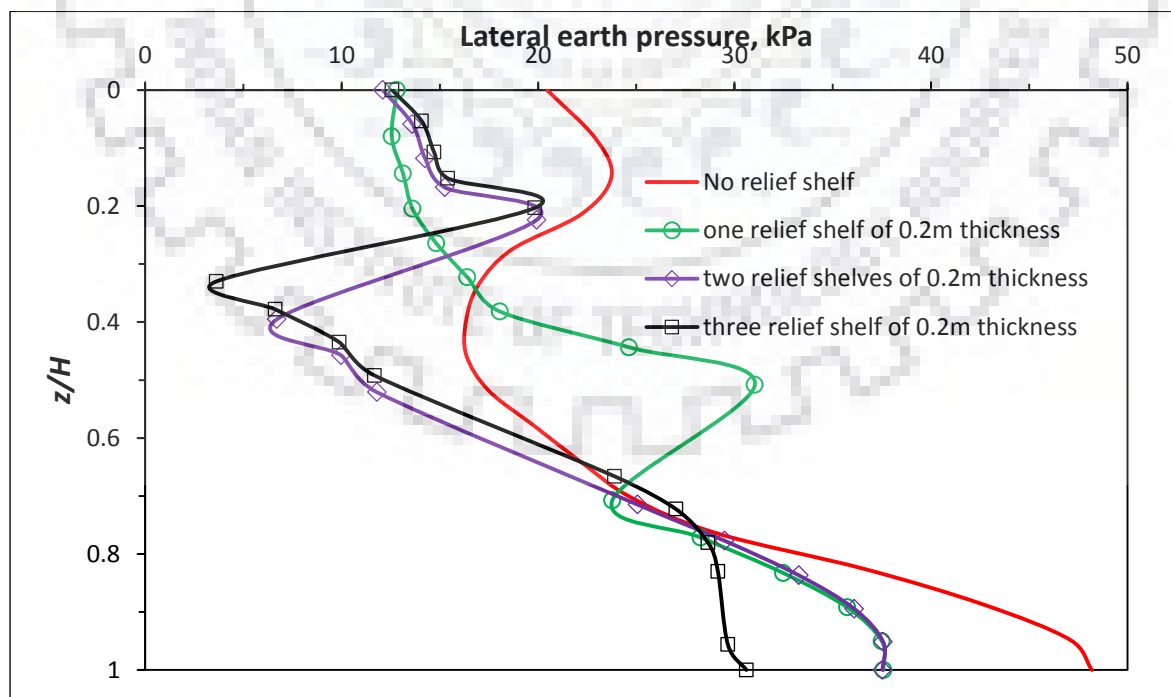 Lateral earth pressure, kPa
0 10 20 30 40 50
0
No relief shelf
0.2
one relief shelf of 0.2m thickness
two relief shelves of 0.2m thickness
0.4
three relief shelf of 0.2m thickness
z/H
0.6
0.8
1